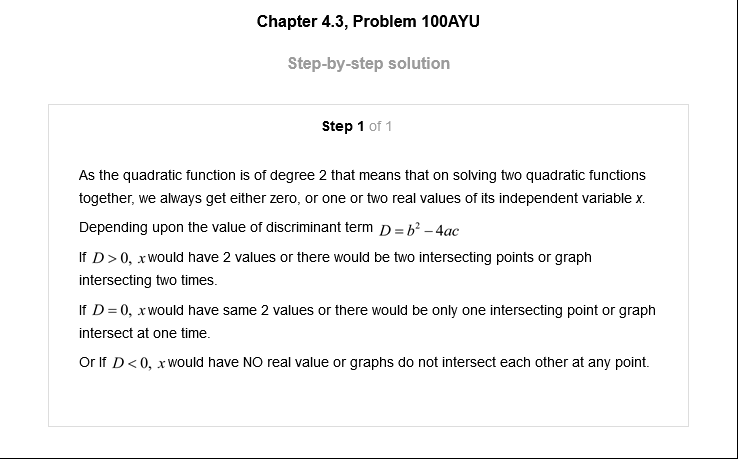 Chapter 4.3, Problem 100AYU
Step-by-step solution
Step 1 of 1
As the quadratic function is of degree 2 that means that on solving two quadratic functions
together, we always get either zero, or one or two real values of its independent variable x.
Depending upon the value of discriminant term D = b² – 4ac
If D > 0, x would have 2 values or there would be two intersecting points or graph
intersecting two times.
If D = 0, x would have same 2 values or there would be only one intersecting point or graph
intersect at one time.
Or If D < 0, x would have NO real value or graphs do not intersect each other at any point.